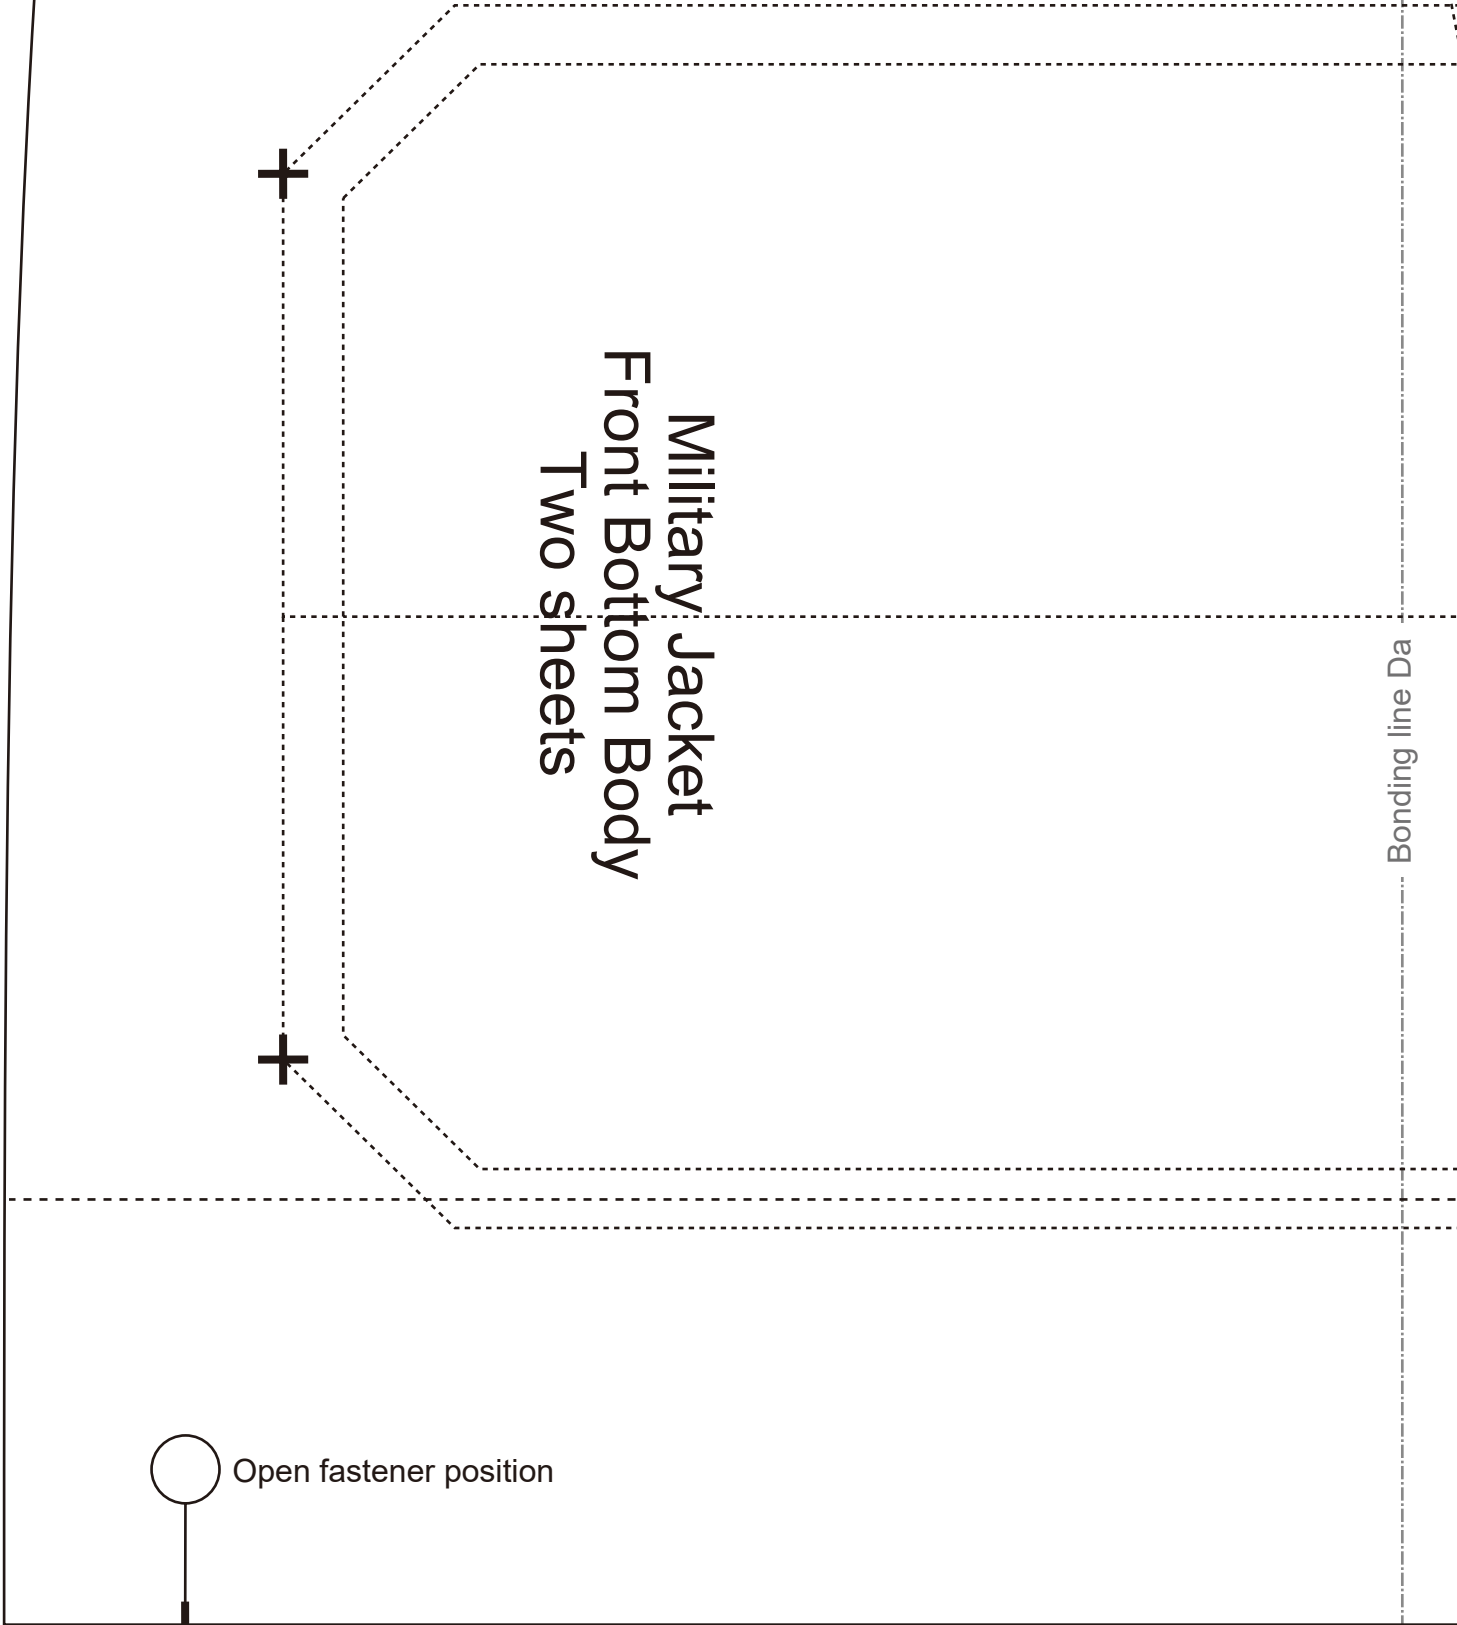 Military Jacket
Front Bottom Body
Two sheets
Bonding line Da
Open fastener position